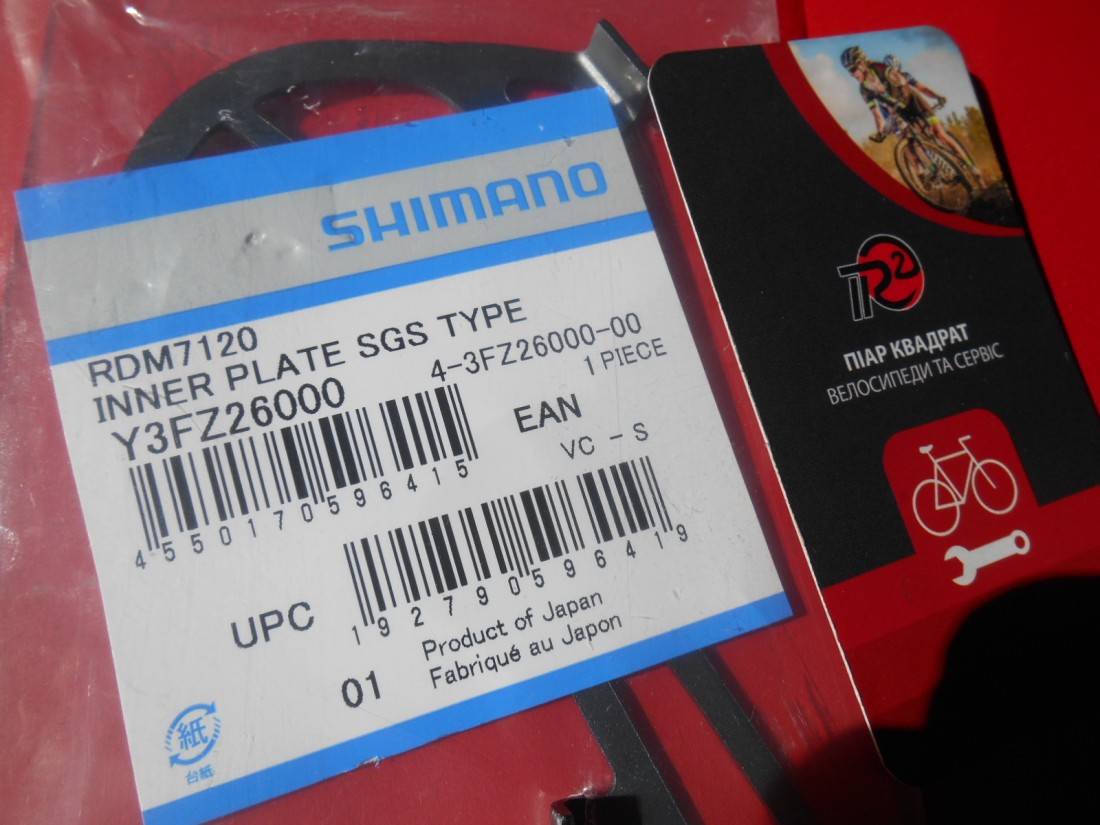 SHIMANO
RDM7120
INNER PLATE SGS TYPE
Y3FZ26000
4-3FZ26000-00
1 PIECE
4550170596415
EAN
VC - S
192790596419
UPC
Product of Japan
Fabriqué au Japon
01
紙
台紙
ПR2
ПІАР КВАДРАТ
ВЕЛОСИПЕДИ ТА СЕРВІС